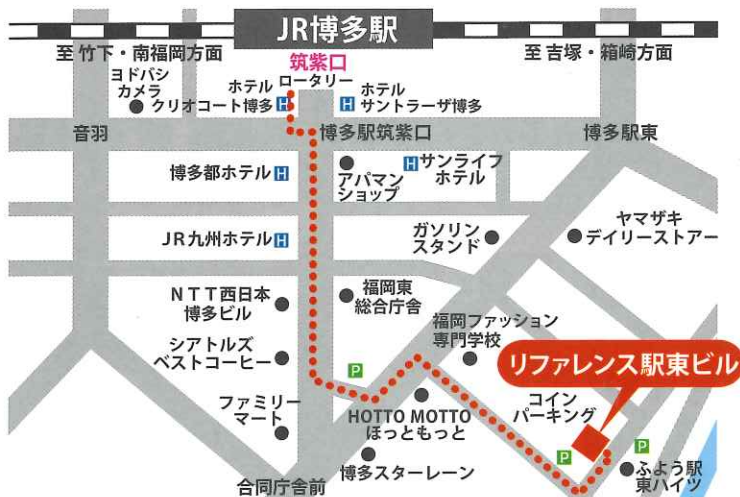 JR博多駅
至 竹下・南福岡方面
筑紫口
至 吉塚・箱崎方面
ロータリー
ヨドバシ
カメラ
ホテル
クリオコート博多 H
H ホテル
サントラーザ博多
音羽
博多駅筑紫口
博多駅東
博多都ホテル H
アパマン
ショップ
H サンライフ
ホテル
JR九州ホテル H
ガソリン
スタンド
ヤマザキ
デイリーストアー
NTT西日本
博多ビル
福岡東
総合庁舎
福岡ファッション
専門学校
シアトルズ
ベストコーヒー
P
リファレンス駅東ビル
ファミリー
マート
HOTTO MOTTO
ほっともっと
コイン
パーキング
P
P
合同庁舎前
博多スターレーン
ふよう駅
東ハイツ